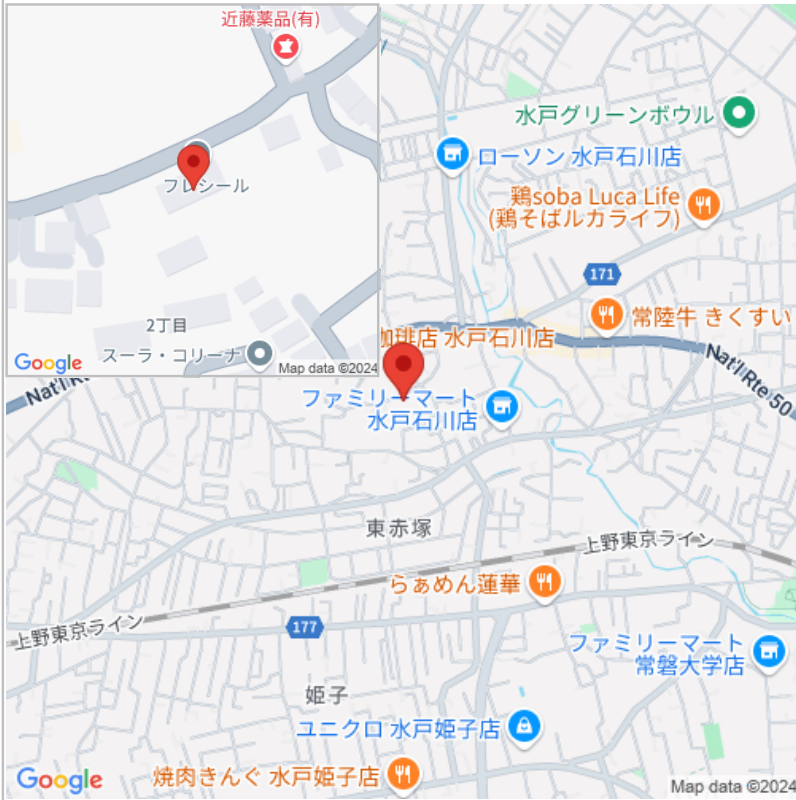 近藤薬品(有)
フレシール
2丁目
スーラ・コリーナ
Google
Map data ©2024
水戸グリーンボウル
ローソン 水戸石川店
鶏soba Luca Life
(鶏そばルカライフ)
171
常陸牛 きくすい
珈琲店 水戸石川店
Nat'l Rte 50
Nat'l Rt
ファミリーマート
水戸石川店
東赤塚
上野東京ライン
らぁめん蓮華
上野東京ライン
177
ファミリーマート
常磐大学店
姫子
ユニクロ 水戸姫子店
焼肉きんぐ 水戸姫子店
Google
Map data ©2024